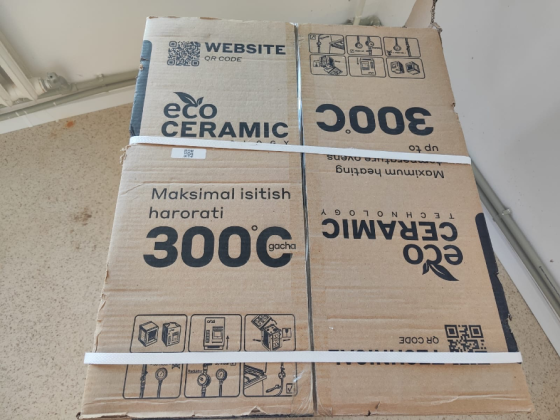 WEBSITE
QR CODE
eco
CERAMIC
Maksimal isitish
harorati
300°C gacha
300°C
up to
temperature ovens
Maximum heating
eco
CERAMIC
TECHNOLOGY
QR CODE